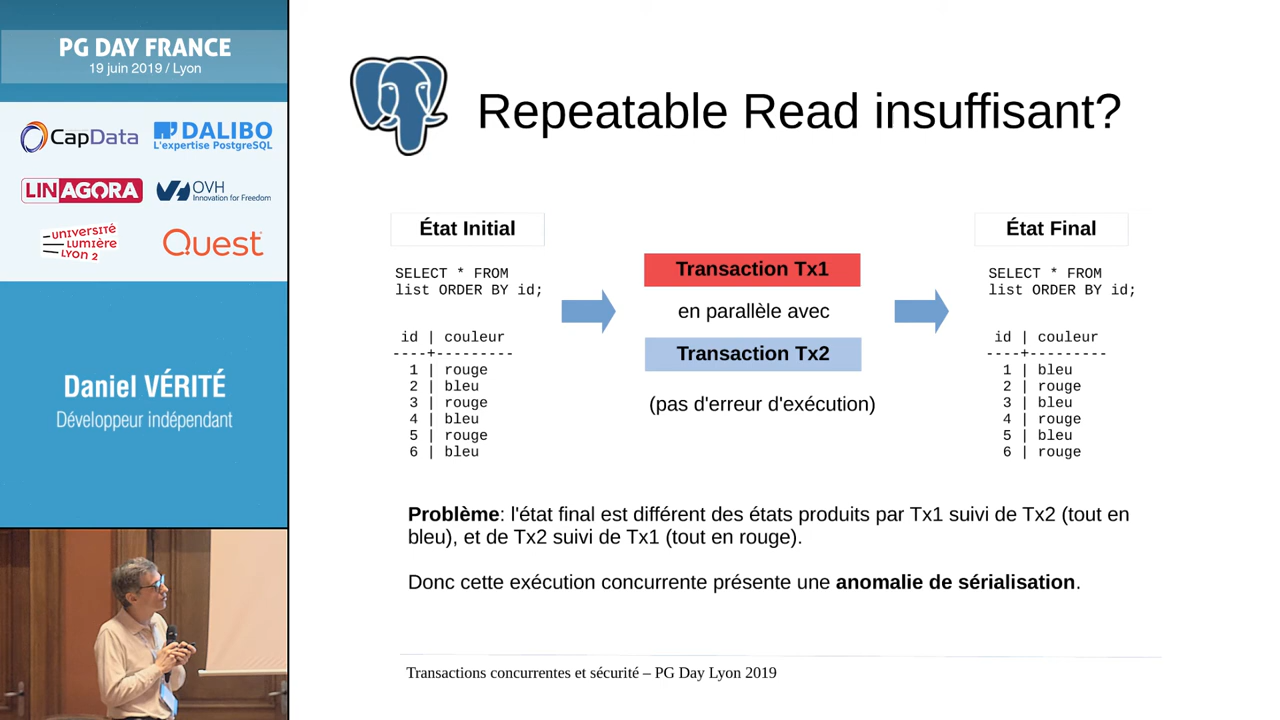 PG DAY FRANCE
19 juin 2019 / Lyon
CapData
DALIBO
L'expertise PostgreSQL
LINAGORA
OVH
Innovation for Freedom
UNIVERSITÉ
LUMIÈRE
LYON 2
Quest
Daniel VÉRITÉ
Développeur indépendant
Repeatable Read insuffisant?
État Initial
SELECT * FROM
list ORDER BY id;
id | couleur
----+---------
1 | rouge
2 | bleu
3 | rouge
4 | bleu
5 | rouge
6 | bleu
Transaction Tx1
en parallèle avec
Transaction Tx2
(pas d'erreur d'exécution)
État Final
SELECT * FROM
list ORDER BY id;
id | couleur
----+---------
1 | bleu
2 | rouge
3 | bleu
4 | rouge
5 | bleu
6 | rouge
Problème: l'état final est différent des états produits par Tx1 suivi de Tx2 (tout en
bleu), et de Tx2 suivi de Tx1 (tout en rouge).
Donc cette exécution concurrente présente une anomalie de sérialisation.
Transactions concurrentes et sécurité – PG Day Lyon 2019